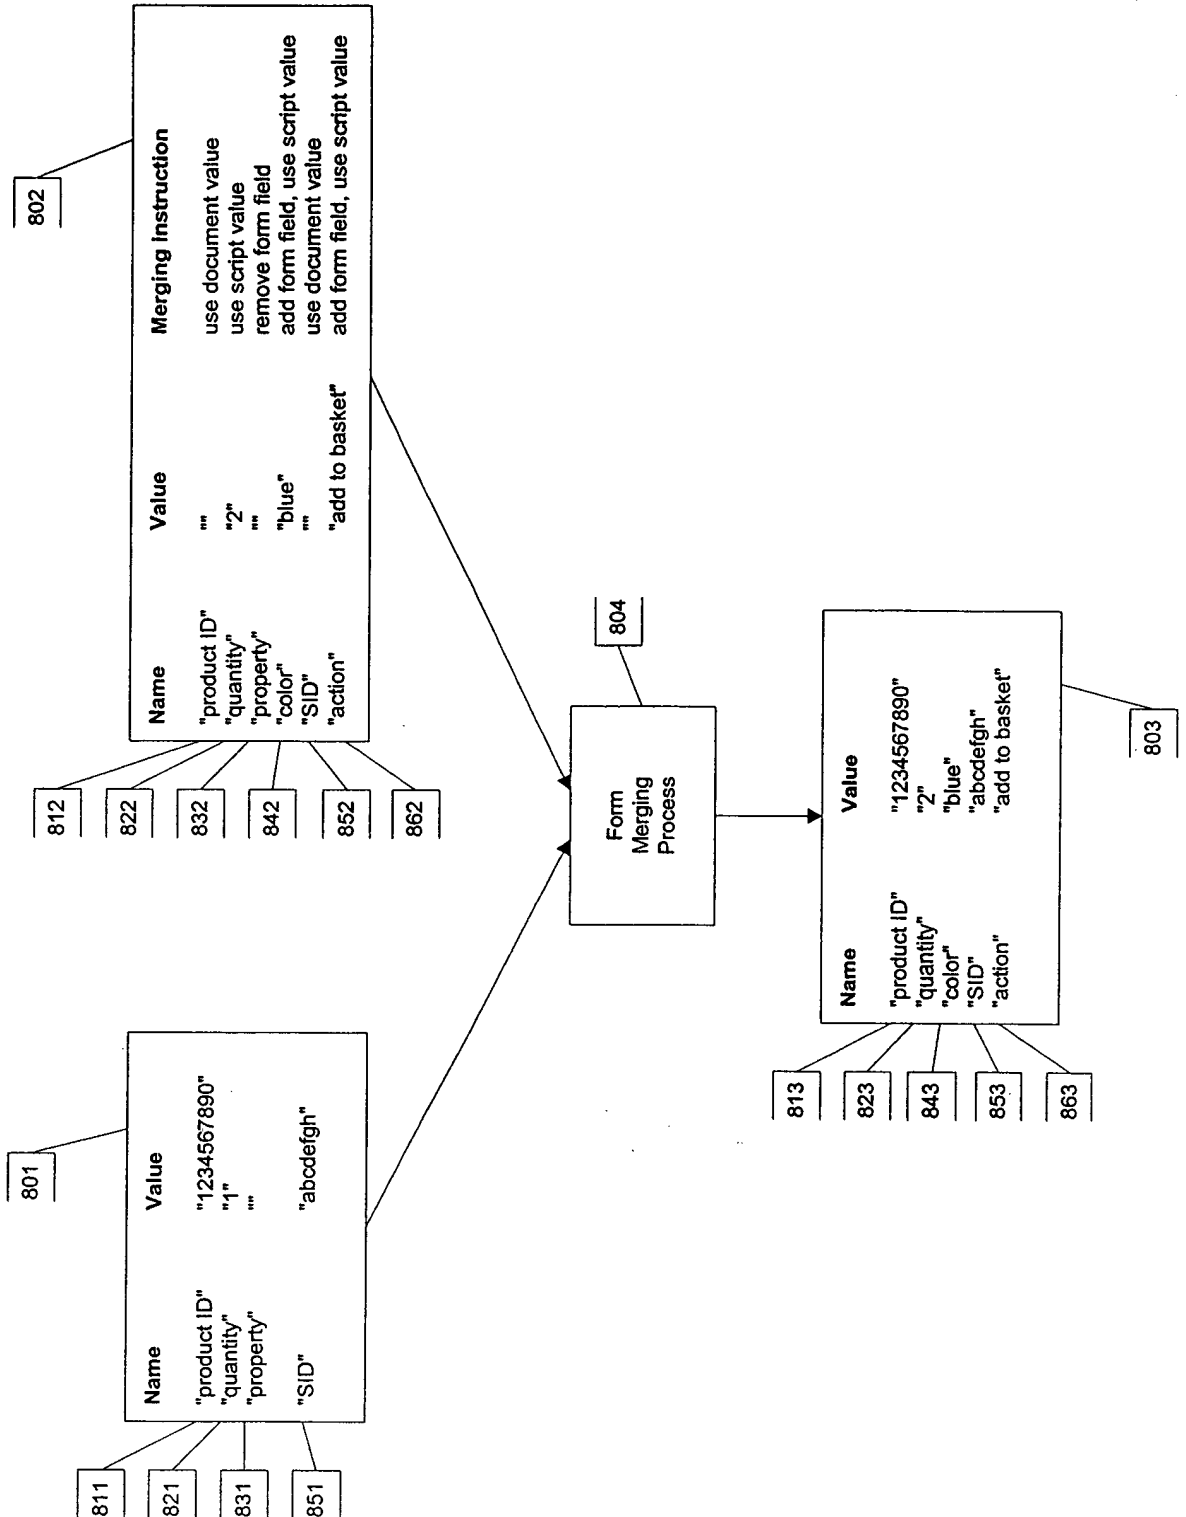 801
Name Value
"product ID" "1234567890"
"quantity" "1"
"property" ""
"SID" "abcdefgh"
811
821
831
851
802
Name Value Merging Instruction
"product ID" "" use document value
"quantity" "2" use script value
"property" "" remove form field
"color" "blue" add form field, use script value
"SID" "" use document value
"action" "add to basket" add form field, use script value
812
822
832
842
852
862
Form
Merging
Process
804
Name Value
"product ID" "1234567890"
"quantity" "2"
"color" "blue"
"SID" "abcdefgh"
"action" "add to basket"
813
823
843
853
863
803